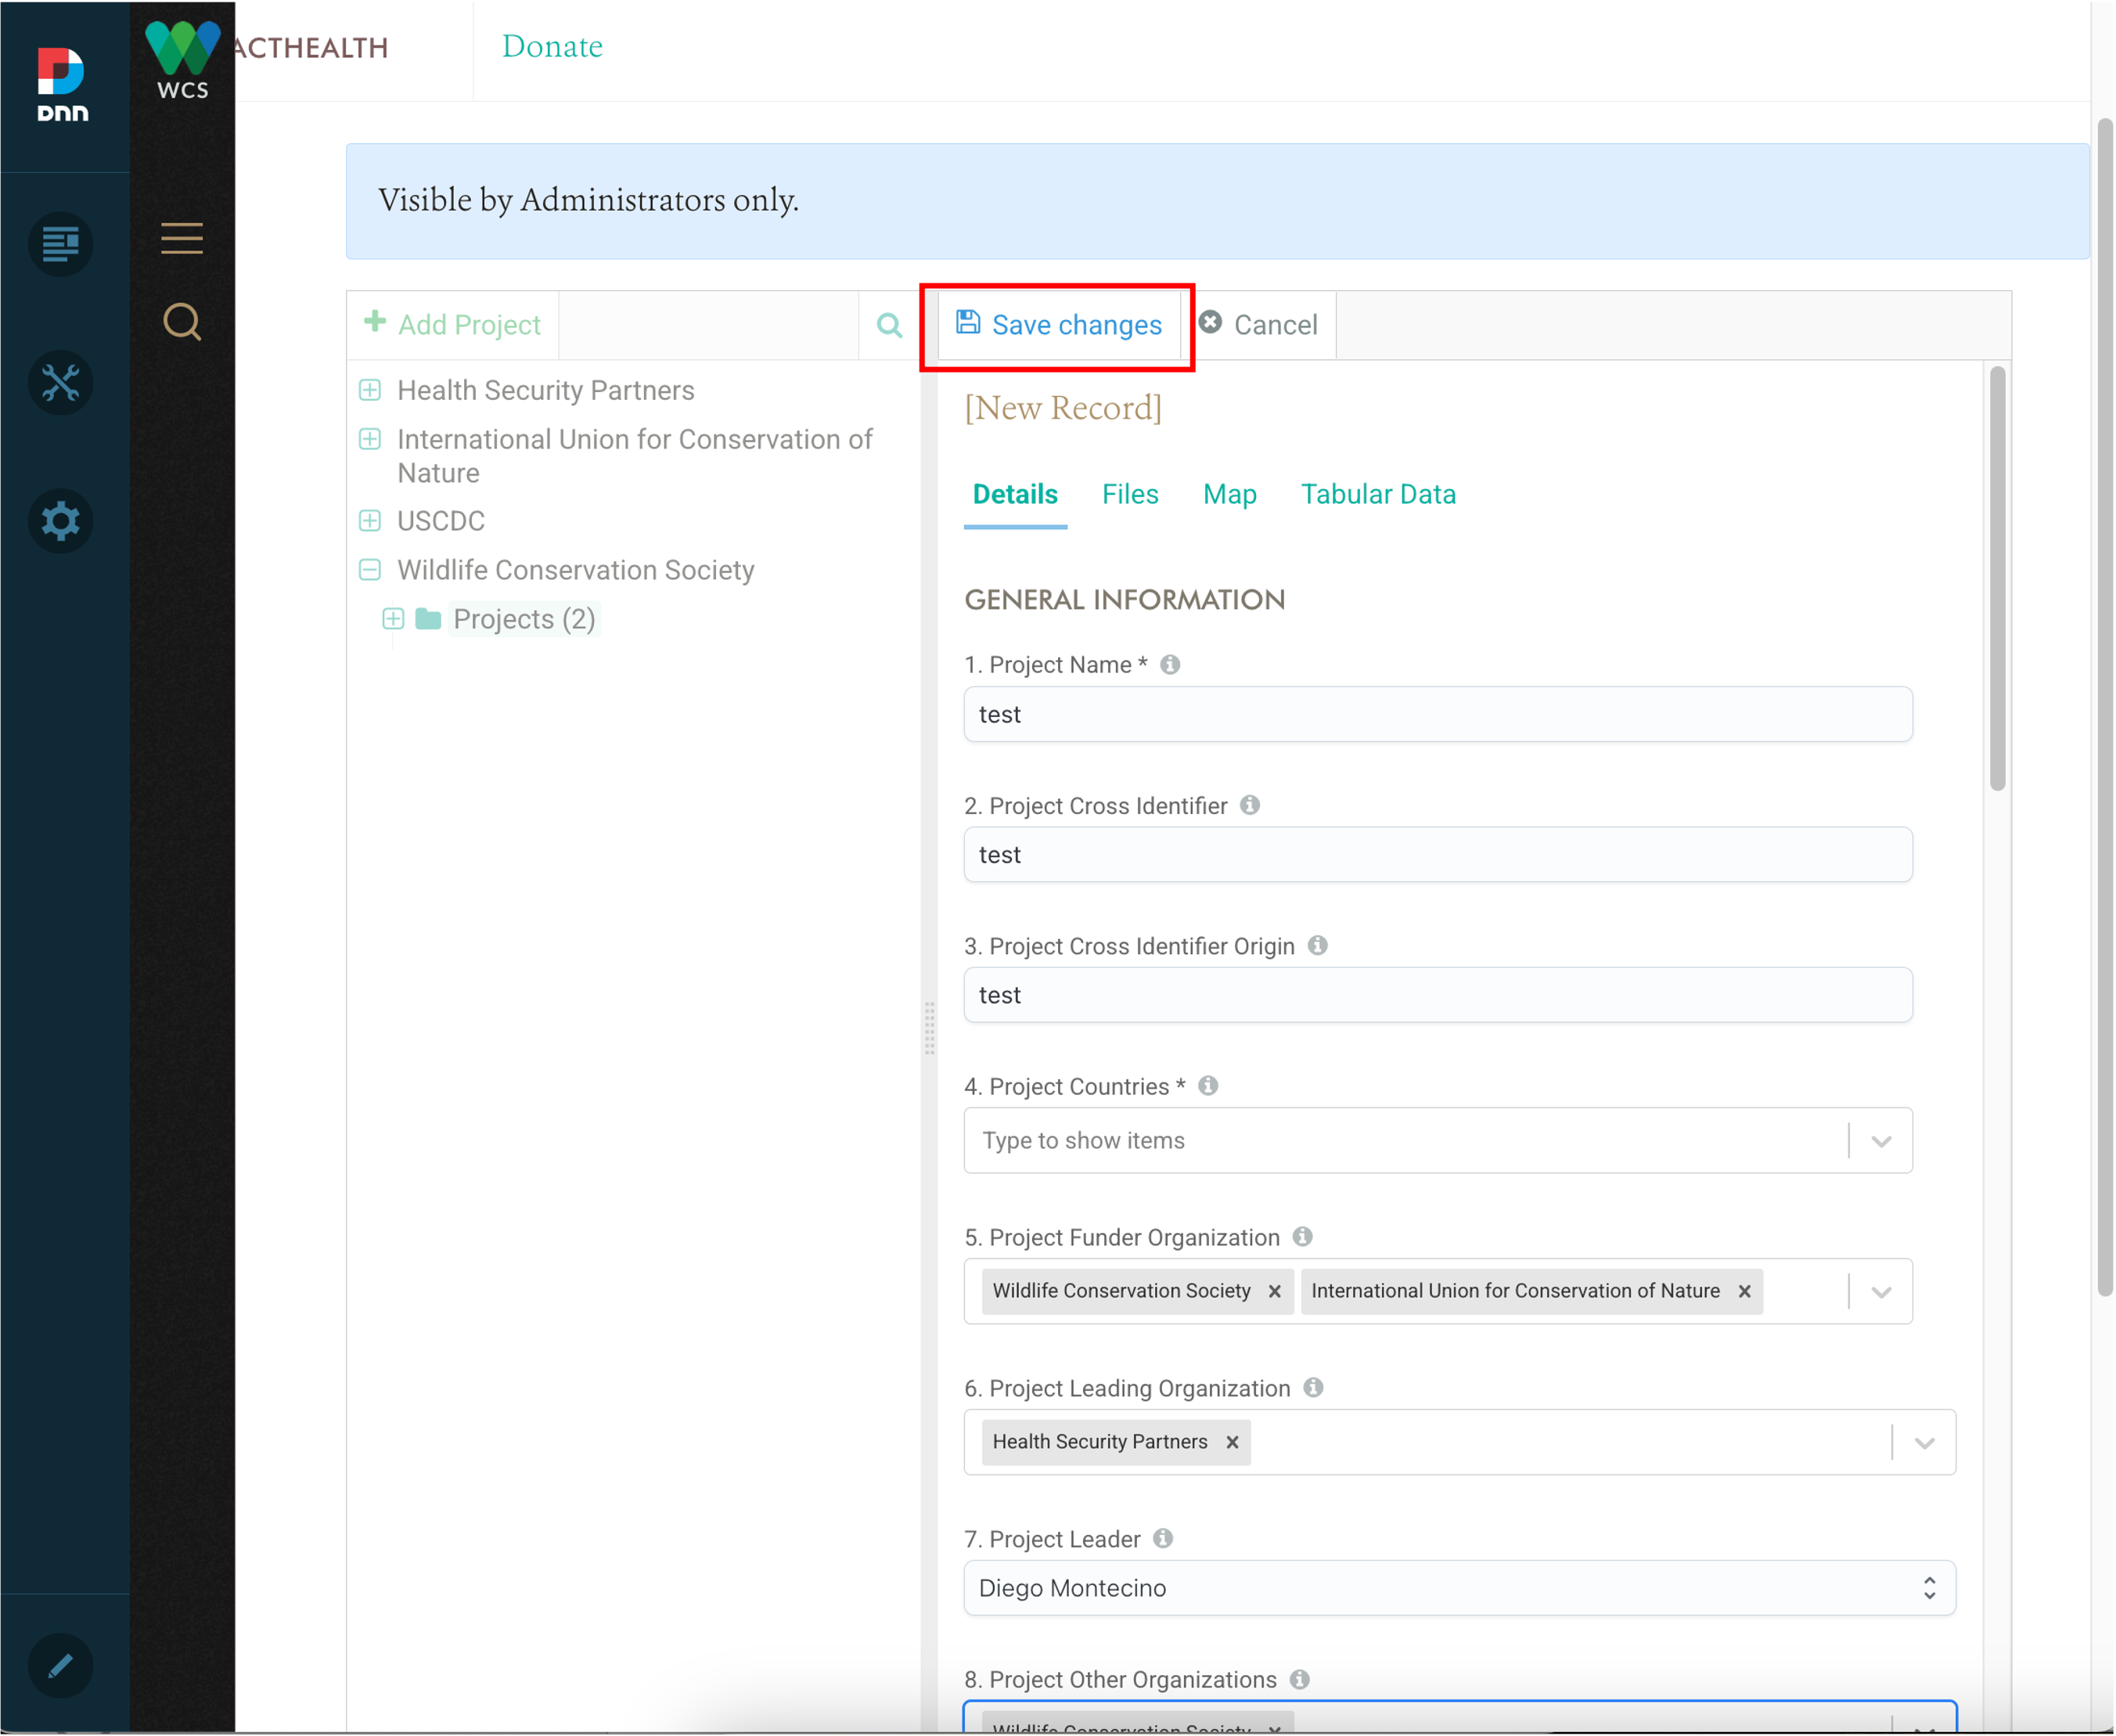 DNN
WCS
ACTHEALTH
Donate
Visible by Administrators only.
Add Project
Save changes
Cancel
Health Security Partners
International Union for Conservation of
Nature
USCDC
Wildlife Conservation Society
Projects (2)
[New Record]
Details Files Map Tabular Data
GENERAL INFORMATION
1. Project Name *
test
2. Project Cross Identifier
test
3. Project Cross Identifier Origin
test
4. Project Countries *
Type to show items
5. Project Funder Organization
Wildlife Conservation Society × International Union for Conservation of Nature ×
6. Project Leading Organization
Health Security Partners ×
7. Project Leader
Diego Montecino
8. Project Other Organizations
Wildlife Conservation Society ×